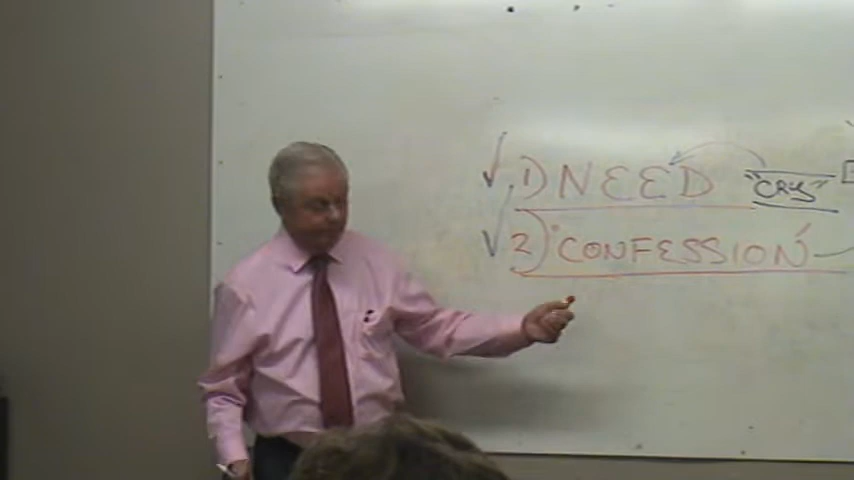 1) NEED "CRY"
2) "CONFESSION"